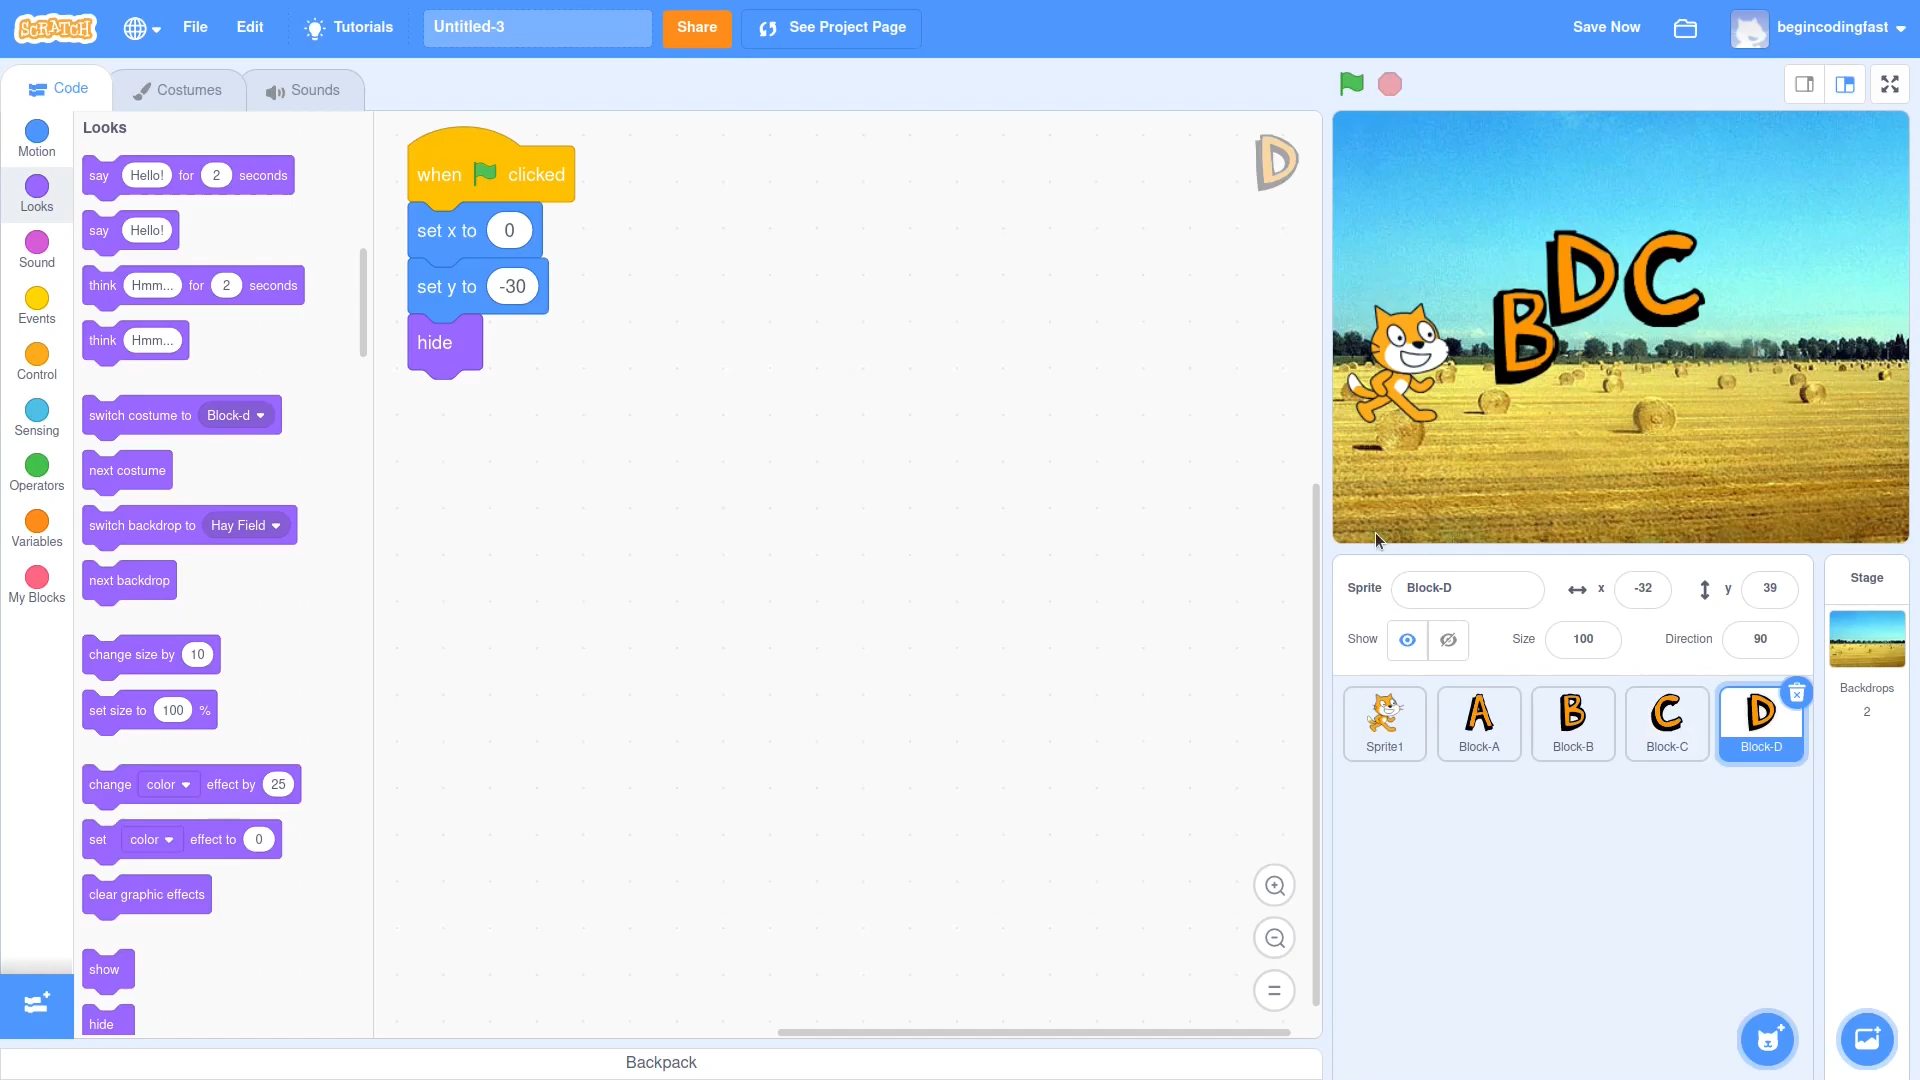 SCRATCH
File
Edit
Tutorials
Untitled-3
Share
See Project Page
Save Now
begincodingfast
Code
Costumes
Sounds
Motion
Looks
Sound
Events
Control
Sensing
Operators
Variables
My Blocks
Looks
say Hello! for 2 seconds
say Hello!
think Hmm... for 2 seconds
think Hmm...
switch costume to Block-d
next costume
switch backdrop to Hay Field
next backdrop
change size by 10
set size to 100 %
change color effect by 25
set color effect to 0
clear graphic effects
show
hide
when clicked
set x to 0
set y to -30
hide
D
B D C
Sprite Block-D x -32 y 39
Show Size 100 Direction 90
A B C D
Sprite1 Block-A Block-B Block-C Block-D
Stage
Backdrops
2
Backpack